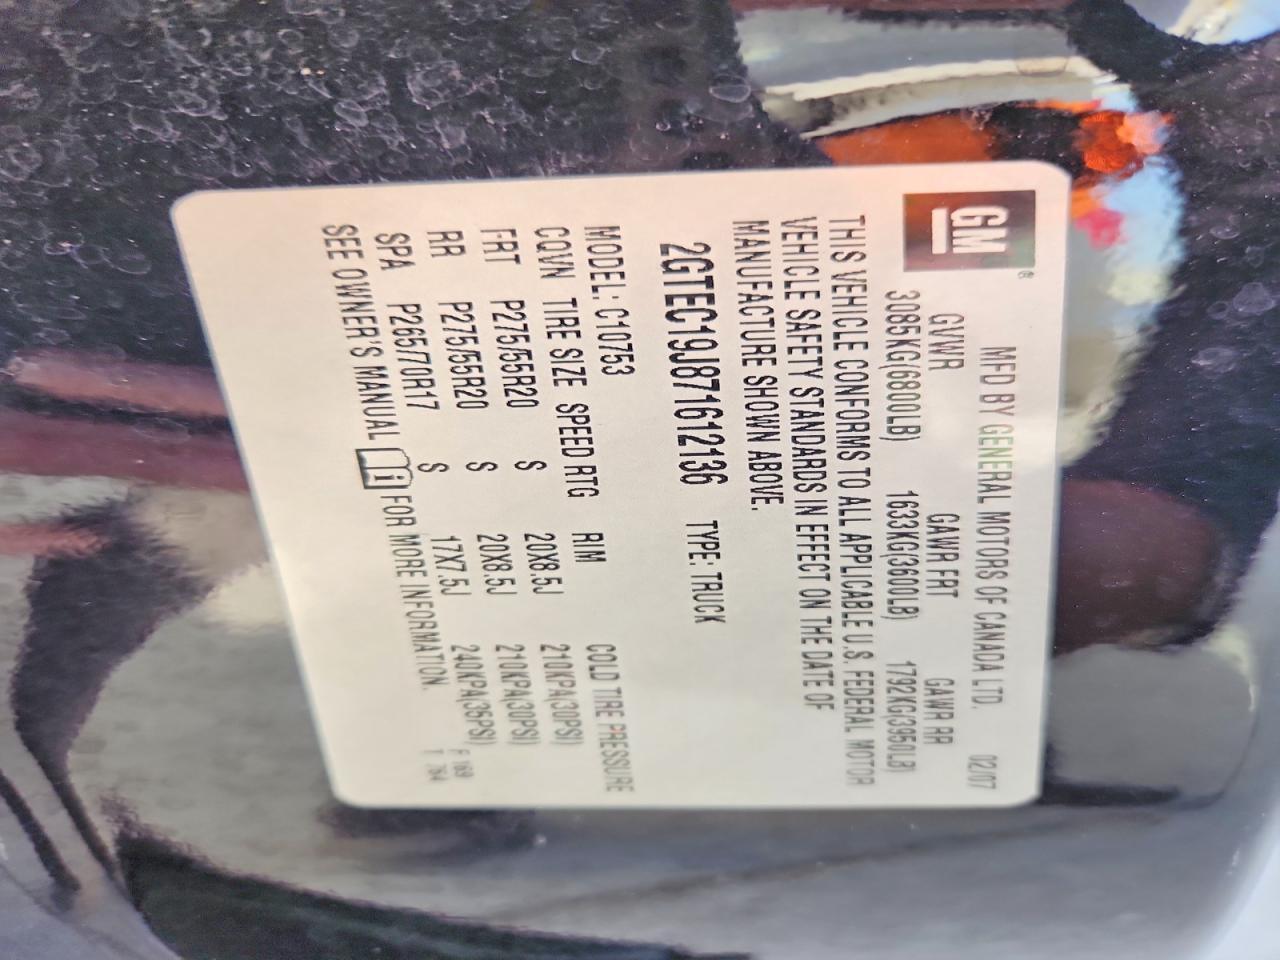 GM®
MFD BY GENERAL MOTORS OF CANADA LTD. 02/07
GVWR GAWR FRT GAWR RR
3085KG(6800LB) 1633KG(3600LB) 1792KG(3950LB)
THIS VEHICLE CONFORMS TO ALL APPLICABLE U.S. FEDERAL MOTOR
VEHICLE SAFETY STANDARDS IN EFFECT ON THE DATE OF
MANUFACTURE SHOWN ABOVE.
2GTEC19J871612136 TYPE: TRUCK
MODEL: C10753
COVN TIRE SIZE SPEED RTG RIM COLD TIRE PRESSURE
FRT P275/55R20 S 20X8.5J 210KPA(30PSI)
RR P275/55R20 S 20X8.5J 210KPA(30PSI)
SPA P265/70R17 S 17X7.5J 240KPA(35PSI)
SEE OWNER'S MANUAL i FOR MORE INFORMATION.
F 169
T 764